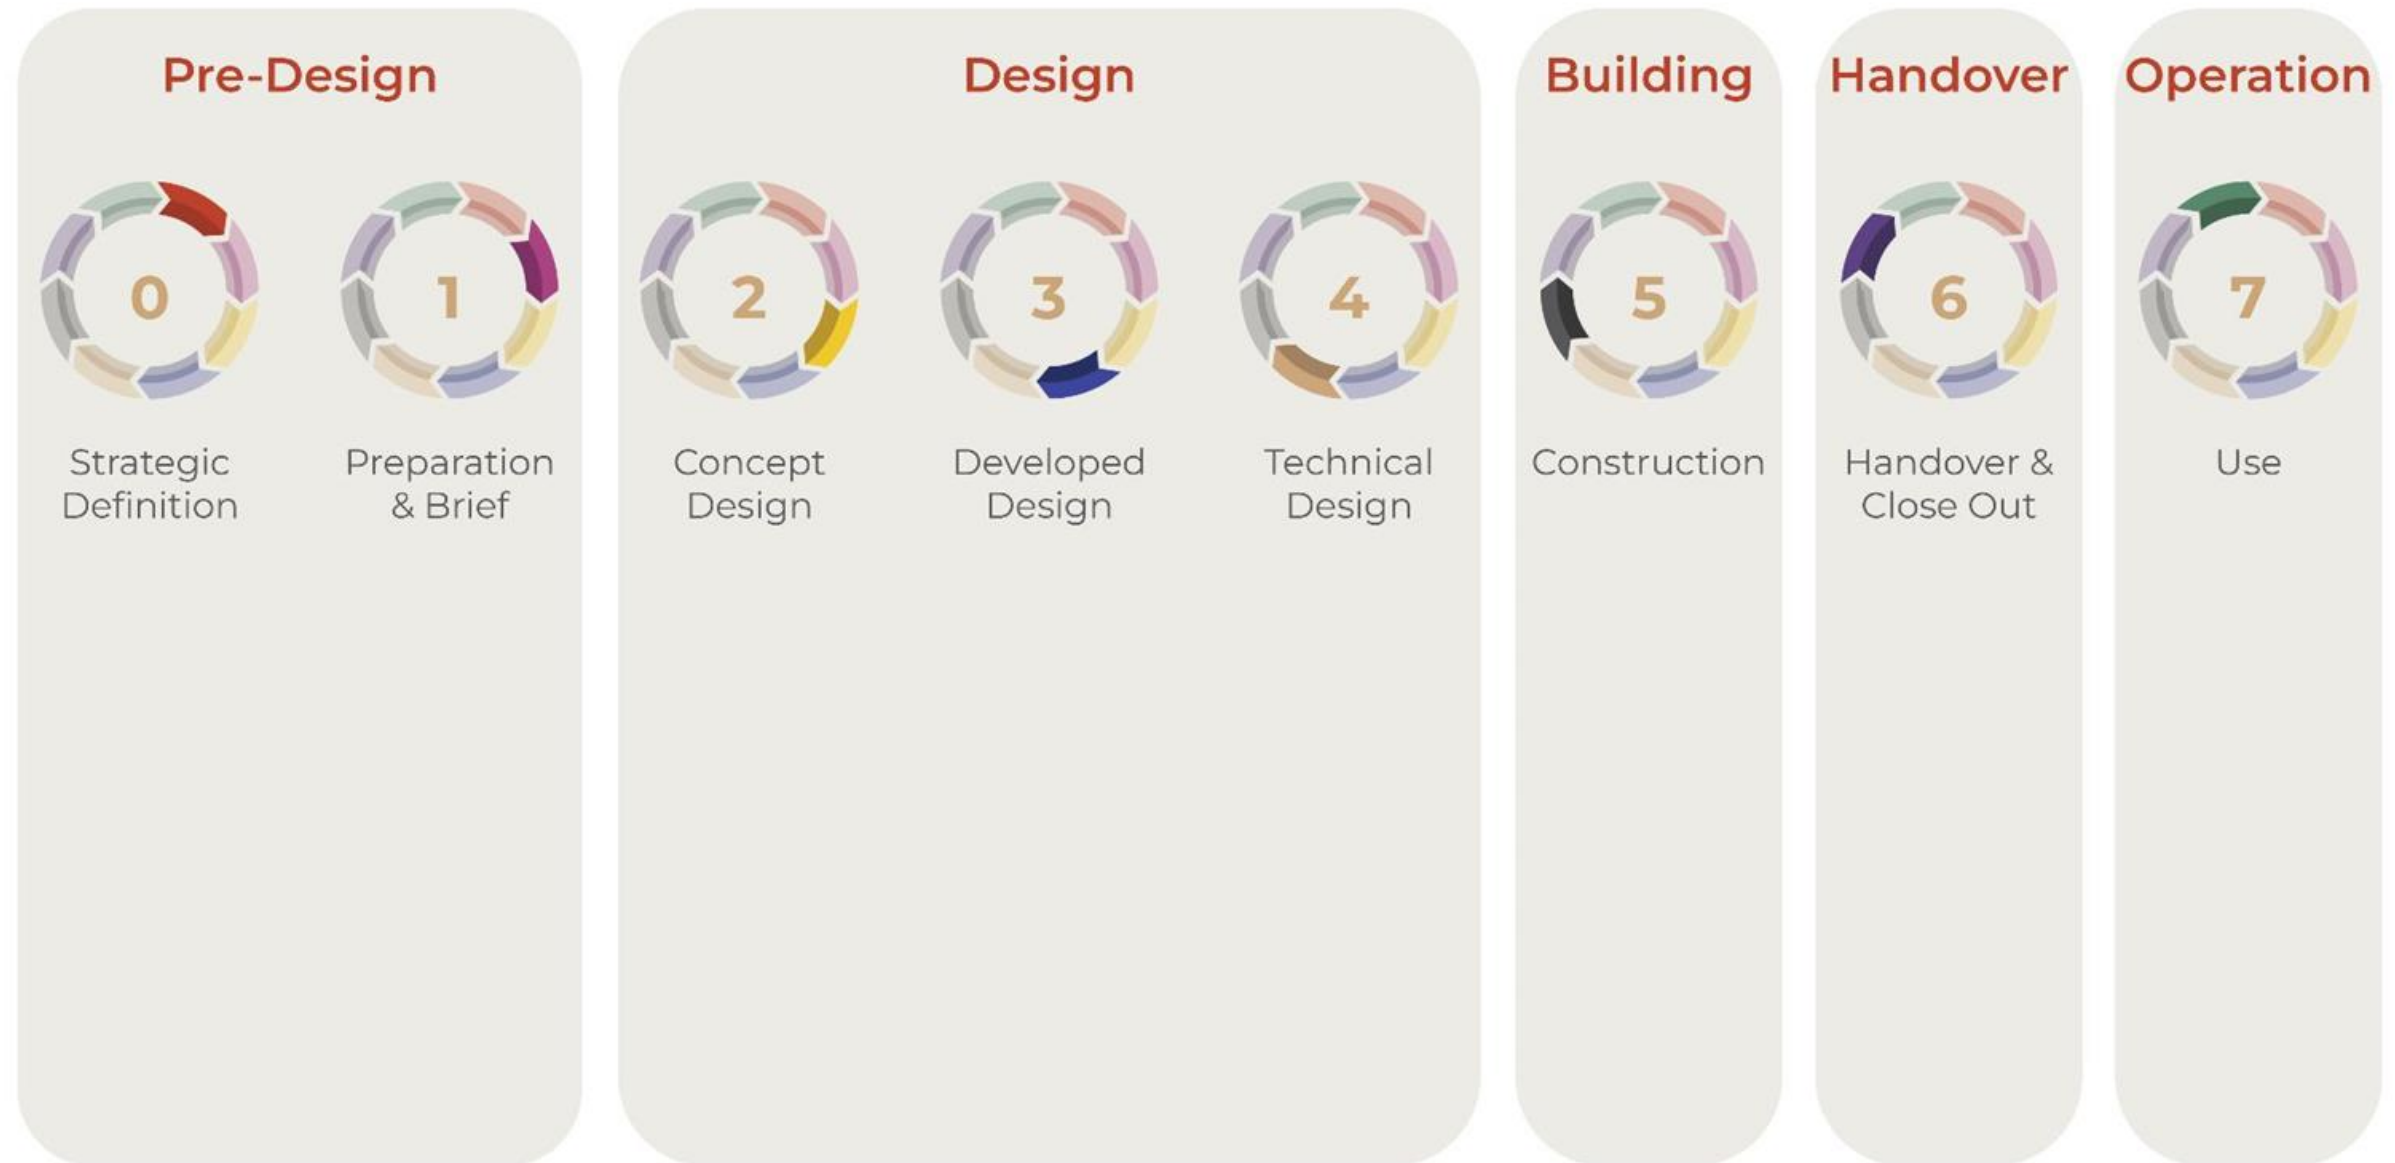 Pre-Design
Design
Building
Handover
Operation
0
1
2
3
4
5
6
7
Strategic
Definition
Preparation
& Brief
Concept
Design
Developed
Design
Technical
Design
Construction
Handover &
Close Out
Use